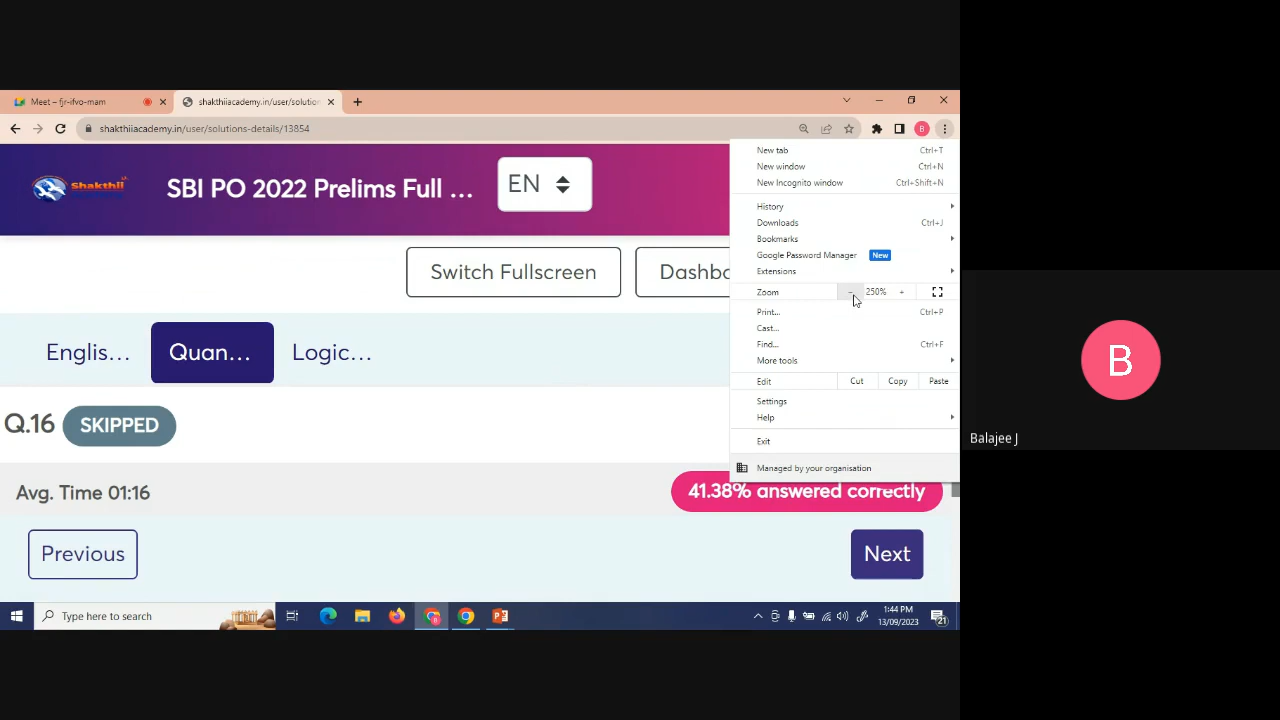 Meet – fjr-ifvo-mam
shakthiiacademy.in/user/solution
shakthiiacademy.in/user/solutions-details/13854
B
New tab Ctrl+T
New window Ctrl+N
New Incognito window Ctrl+Shift+N
History
Downloads Ctrl+J
Bookmarks
Google Password Manager New
Extensions
Zoom - 250% +
Print... Ctrl+P
Cast...
Find... Ctrl+F
More tools
Edit Cut Copy Paste
Settings
Help
Exit
Managed by your organisation
Shakthii
SBI PO 2022 Prelims Full ...
EN
Switch Fullscreen
Dashbo
Englis...
Quan...
Logic...
Q.16 SKIPPED
Avg. Time 01:16
41.38% answered correctly
Previous
Next
Type here to search
1:44 PM
13/09/2023
21
B
Balajee J